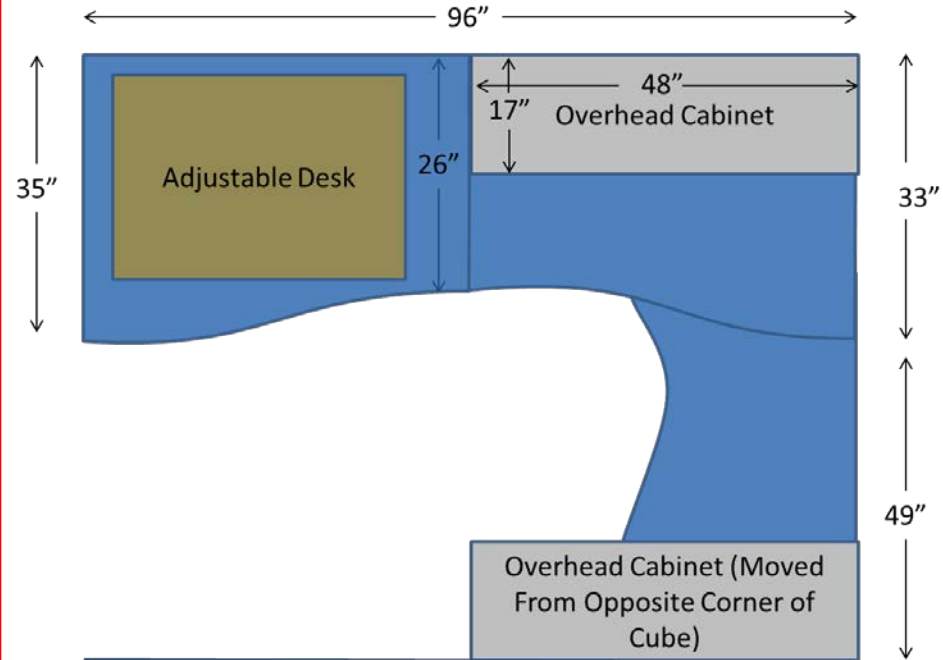 96”
48”
17”
Overhead Cabinet
Adjustable Desk
26”
35”
33”
49”
Overhead Cabinet (Moved
From Opposite Corner of
Cube)